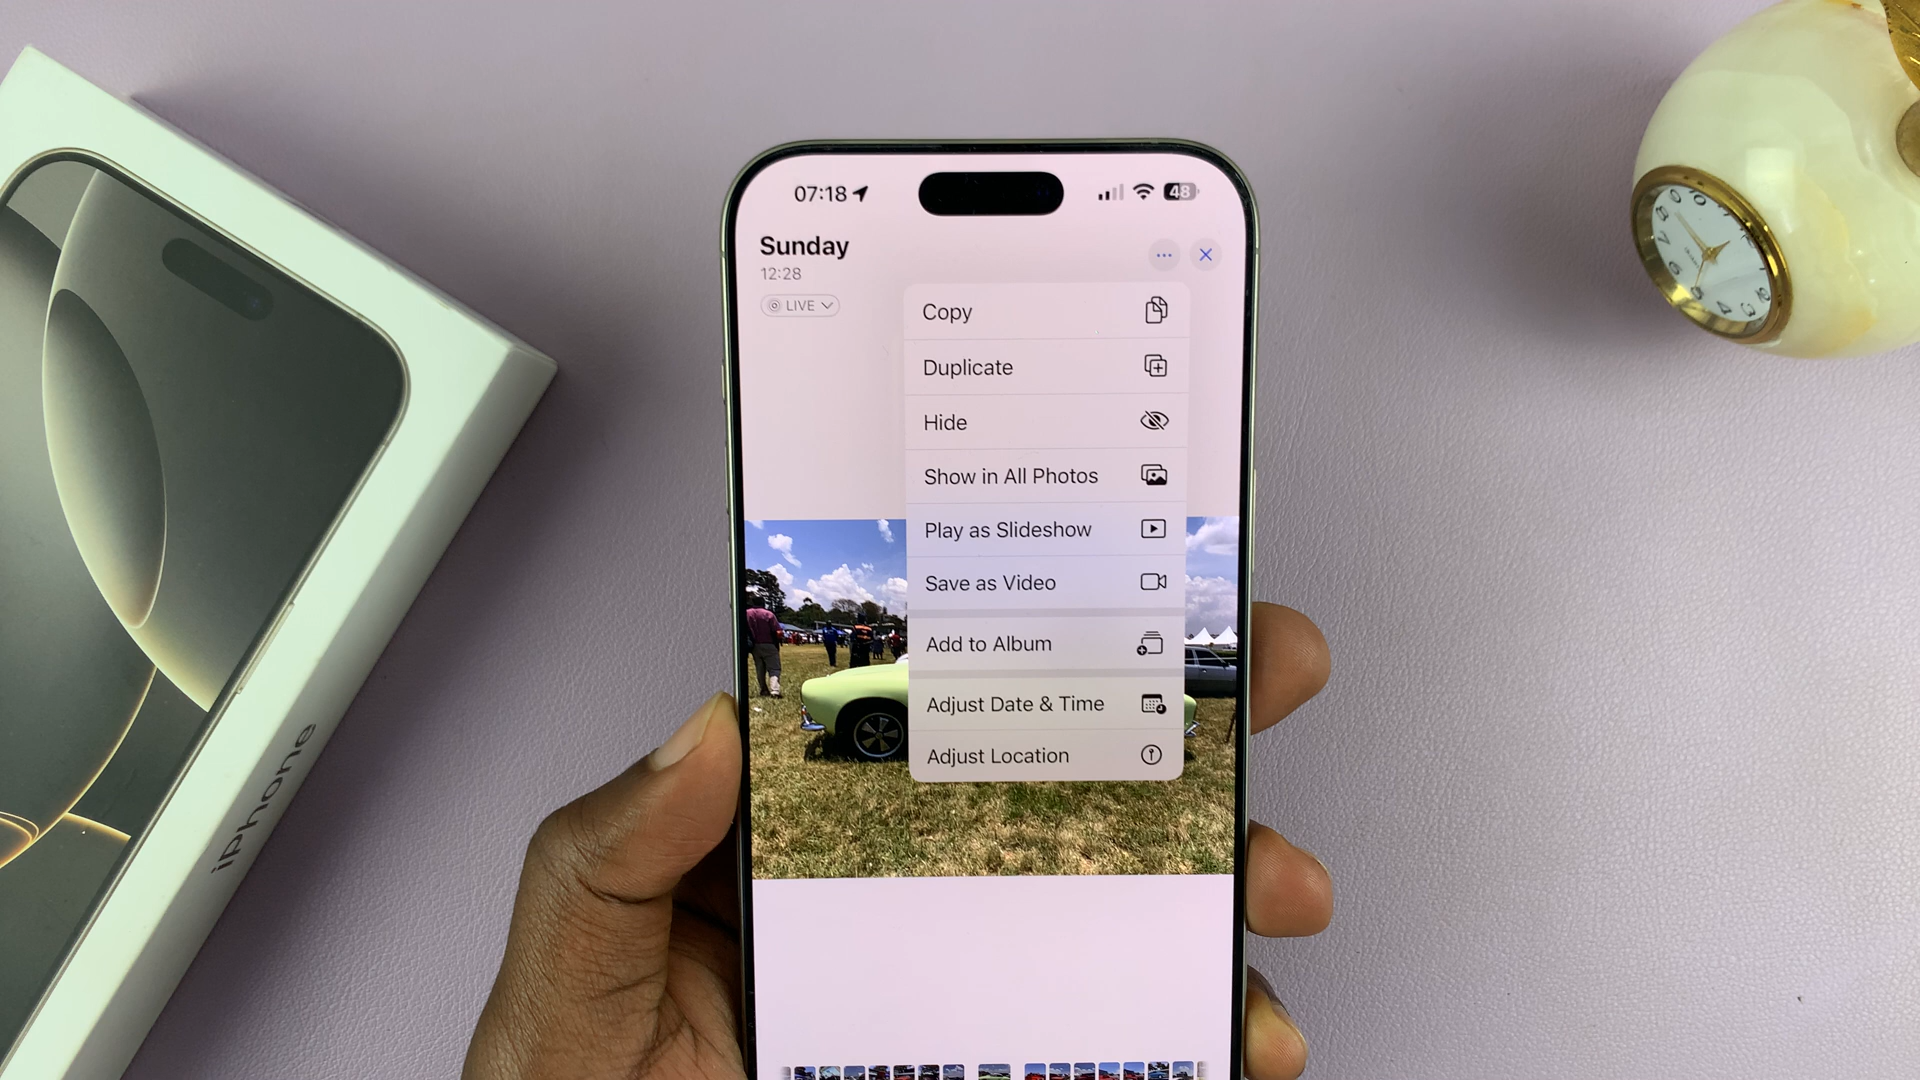 07:18
48
Sunday
12:28
LIVE
Copy
Duplicate
Hide
Show in All Photos
Play as Slideshow
Save as Video
Add to Album
Adjust Date & Time
Adjust Location
iPhone